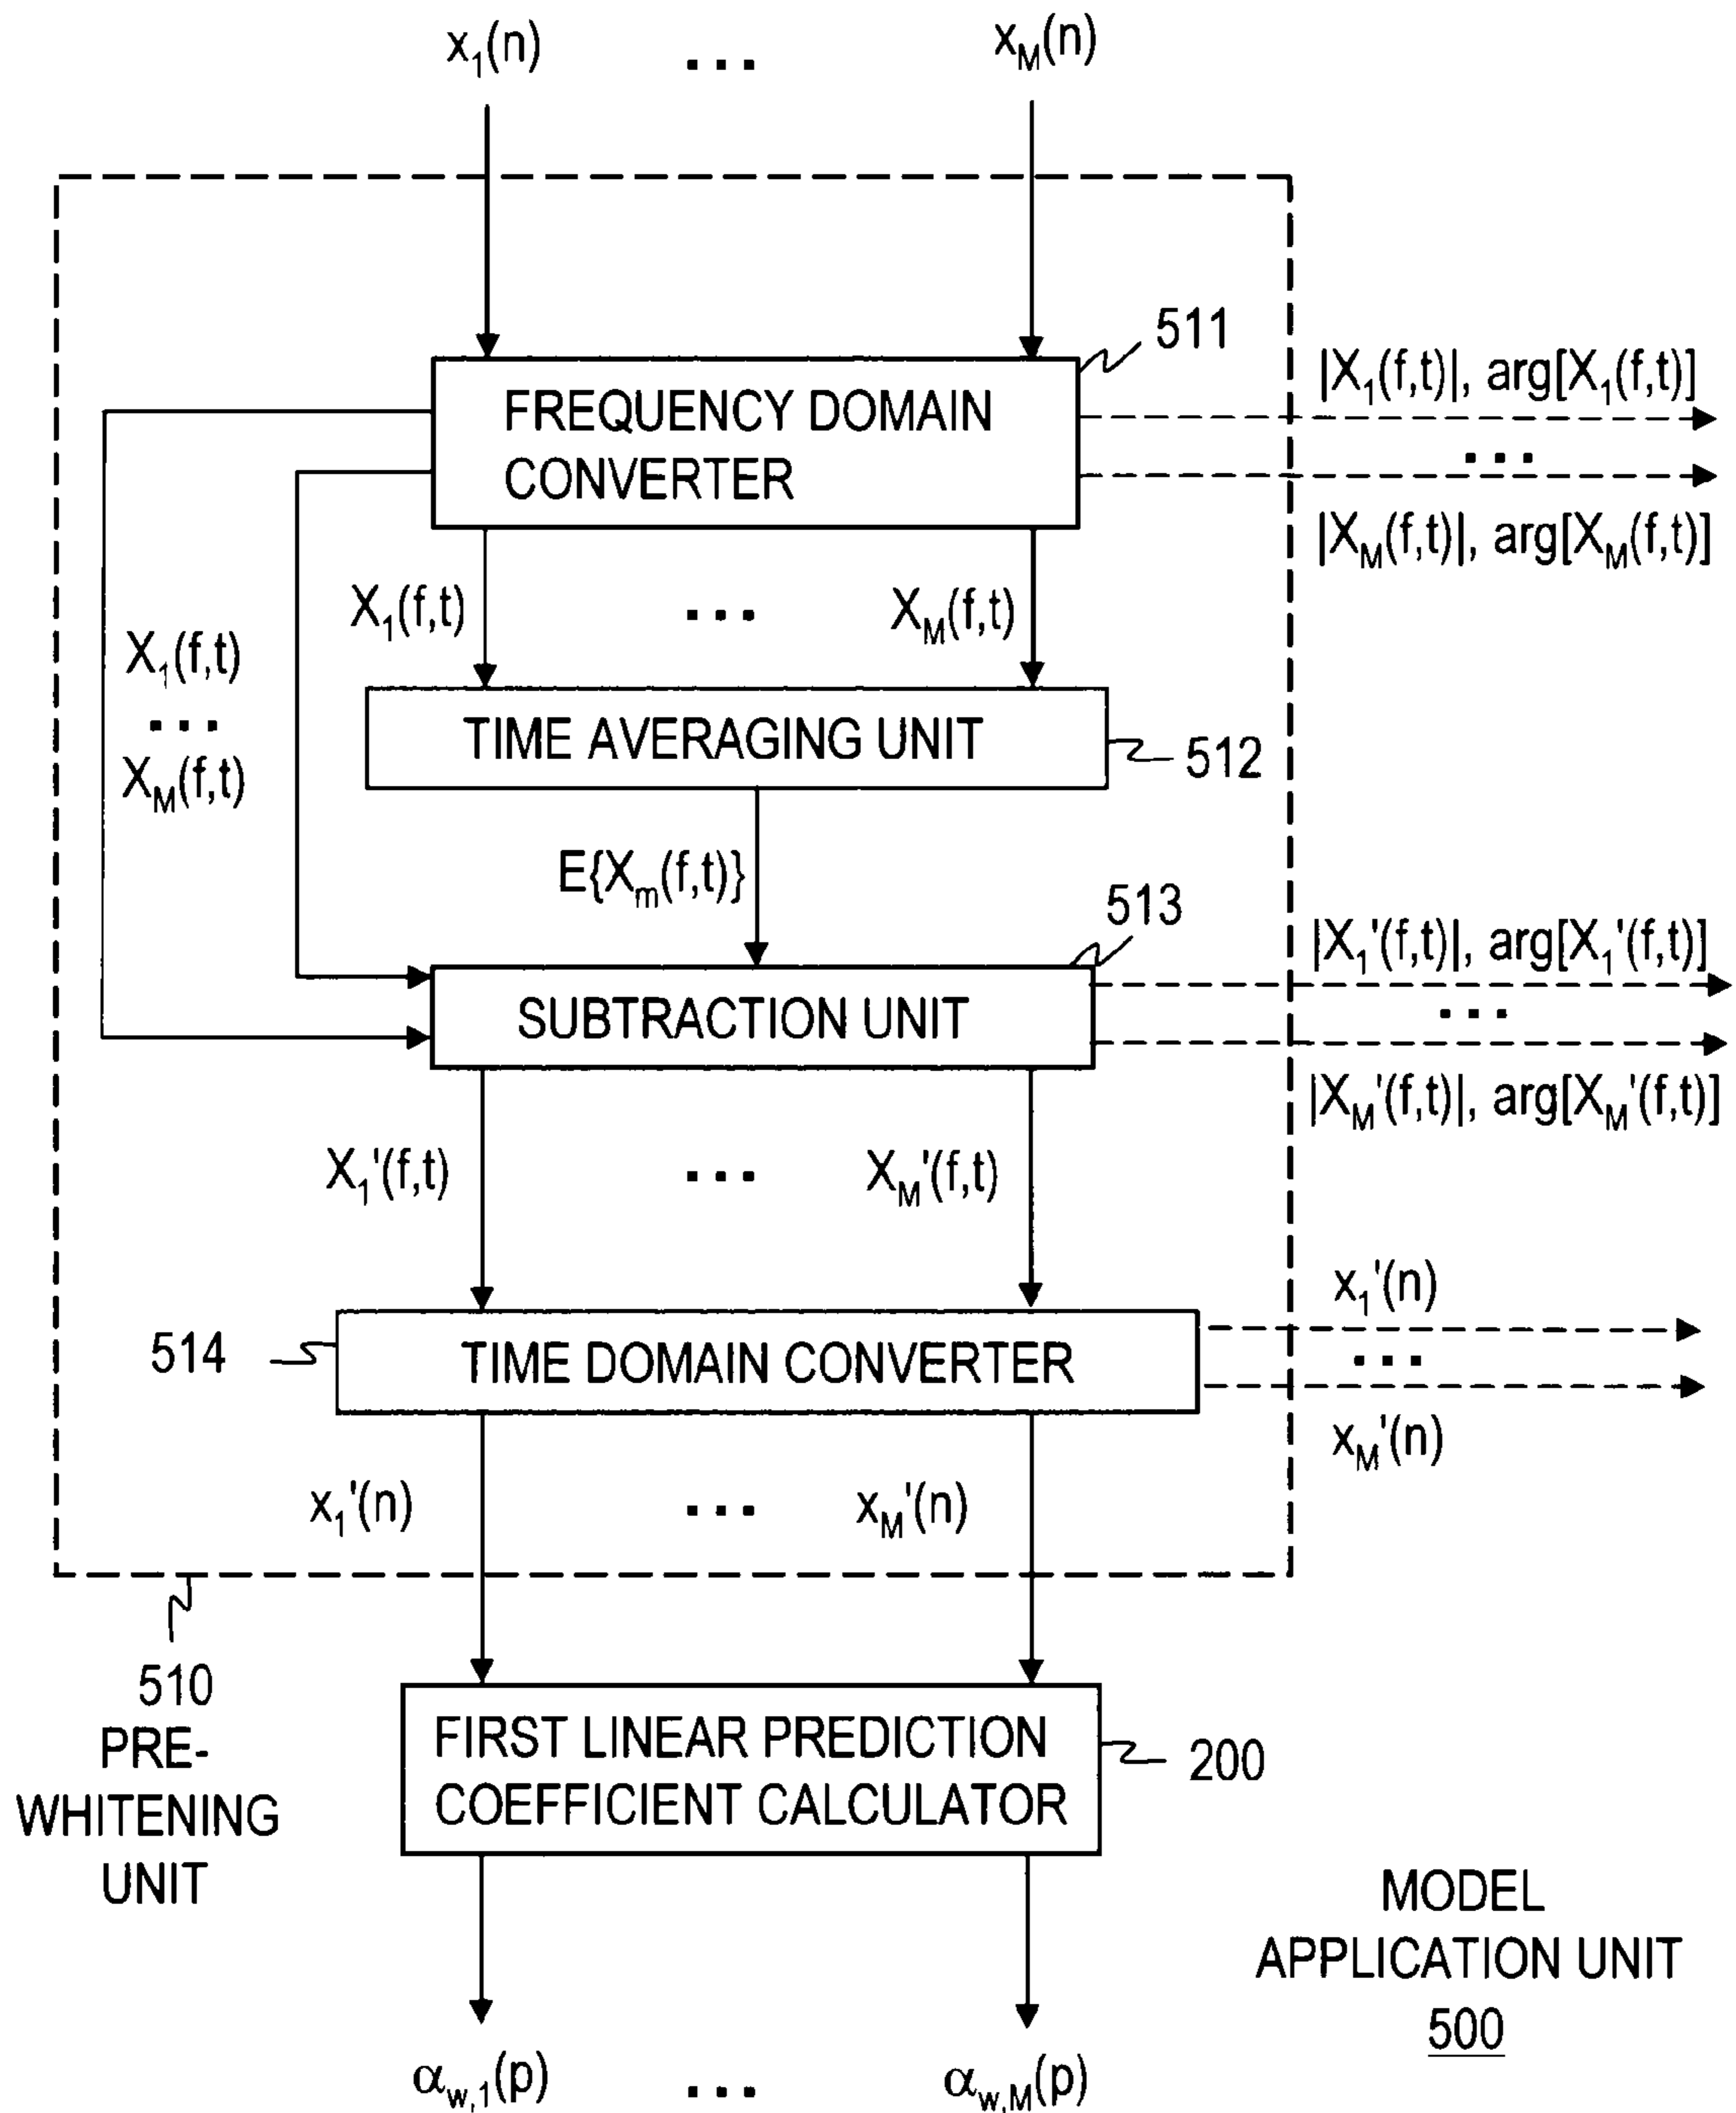 x1(n) ... xM(n)
511
FREQUENCY DOMAIN
CONVERTER
|X1(f,t)|, arg[X1(f,t)]
...
|XM(f,t)|, arg[XM(f,t)]
X1(f,t) ... XM(f,t)
X1(f,t)
...
XM(f,t)
TIME AVERAGING UNIT
512
E{Xm(f,t)}
513
SUBTRACTION UNIT
|X1'(f,t)|, arg[X1'(f,t)]
...
|XM'(f,t)|, arg[XM'(f,t)]
X1'(f,t) ... XM'(f,t)
514
TIME DOMAIN CONVERTER
x1'(n)
...
xM'(n)
x1'(n) ... xM'(n)
510
PRE-
WHITENING
UNIT
FIRST LINEAR PREDICTION
COEFFICIENT CALCULATOR
200
αw,1(p) ... αw,M(p)
MODEL
APPLICATION UNIT
500